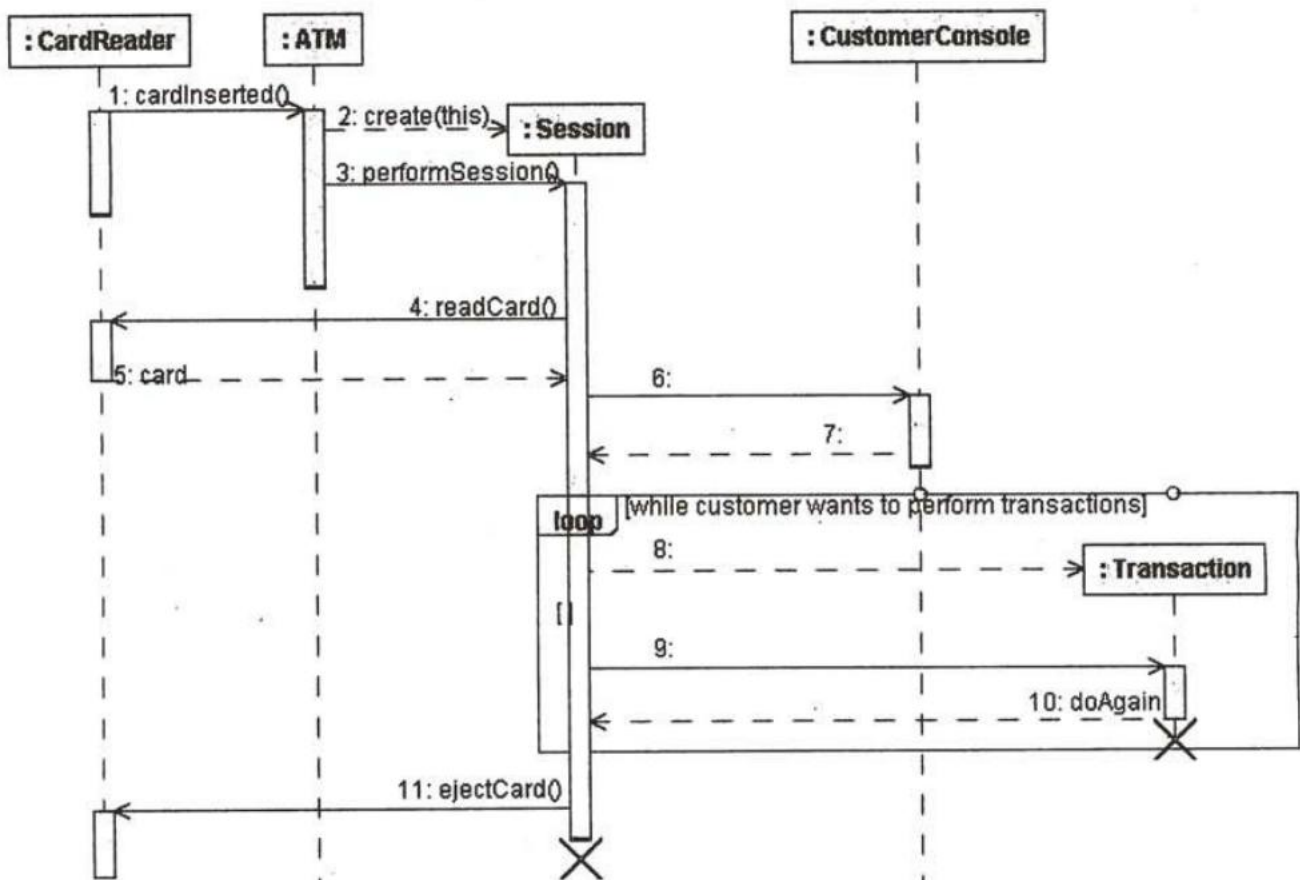 : CardReader
: ATM
: CustomerConsole
1: cardInserted()
2: create(this)
: Session
3: performSession()
4: readCard()
5: card
6:
7:
loop
[while customer wants to perform transactions]
8:
: Transaction
[ ]
9:
10: doAgain
11: ejectCard()